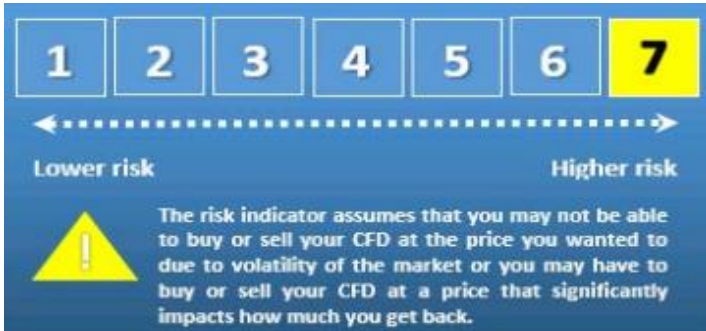 1 2 3 4 5 6 7
Lower risk Higher risk
!
The risk indicator assumes that you may not be able
to buy or sell your CFD at the price you wanted to
due to volatility of the market or you may have to
buy or sell your CFD at a price that significantly
impacts how much you get back.